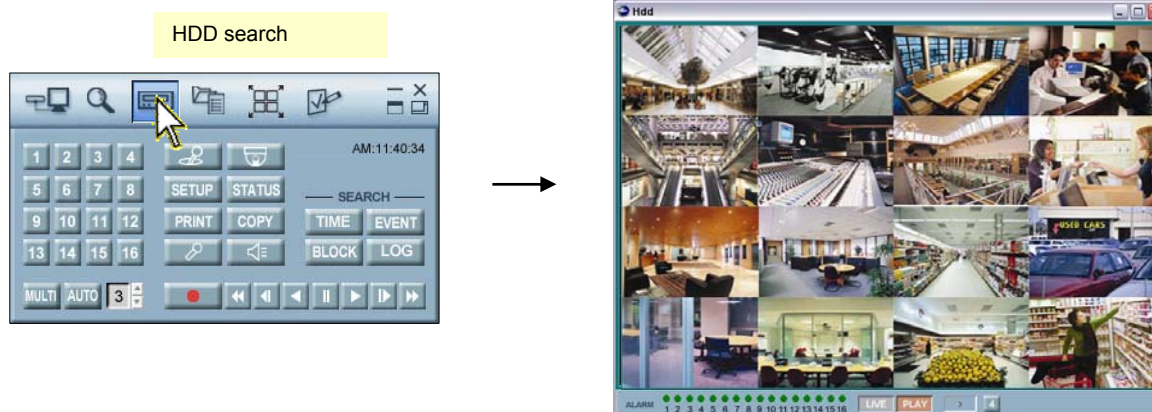 HDD search
AM:11:40:34
1 2 3 4
5 6 7 8
SETUP STATUS
SEARCH
9 10 11 12
PRINT COPY
TIME EVENT
13 14 15 16
BLOCK LOG
MULTI AUTO 3
Hdd
USED CARS
ALARM 1 2 3 4 5 6 7 8 9 10 11 12 13 14 15 16 LIVE PLAY > 4